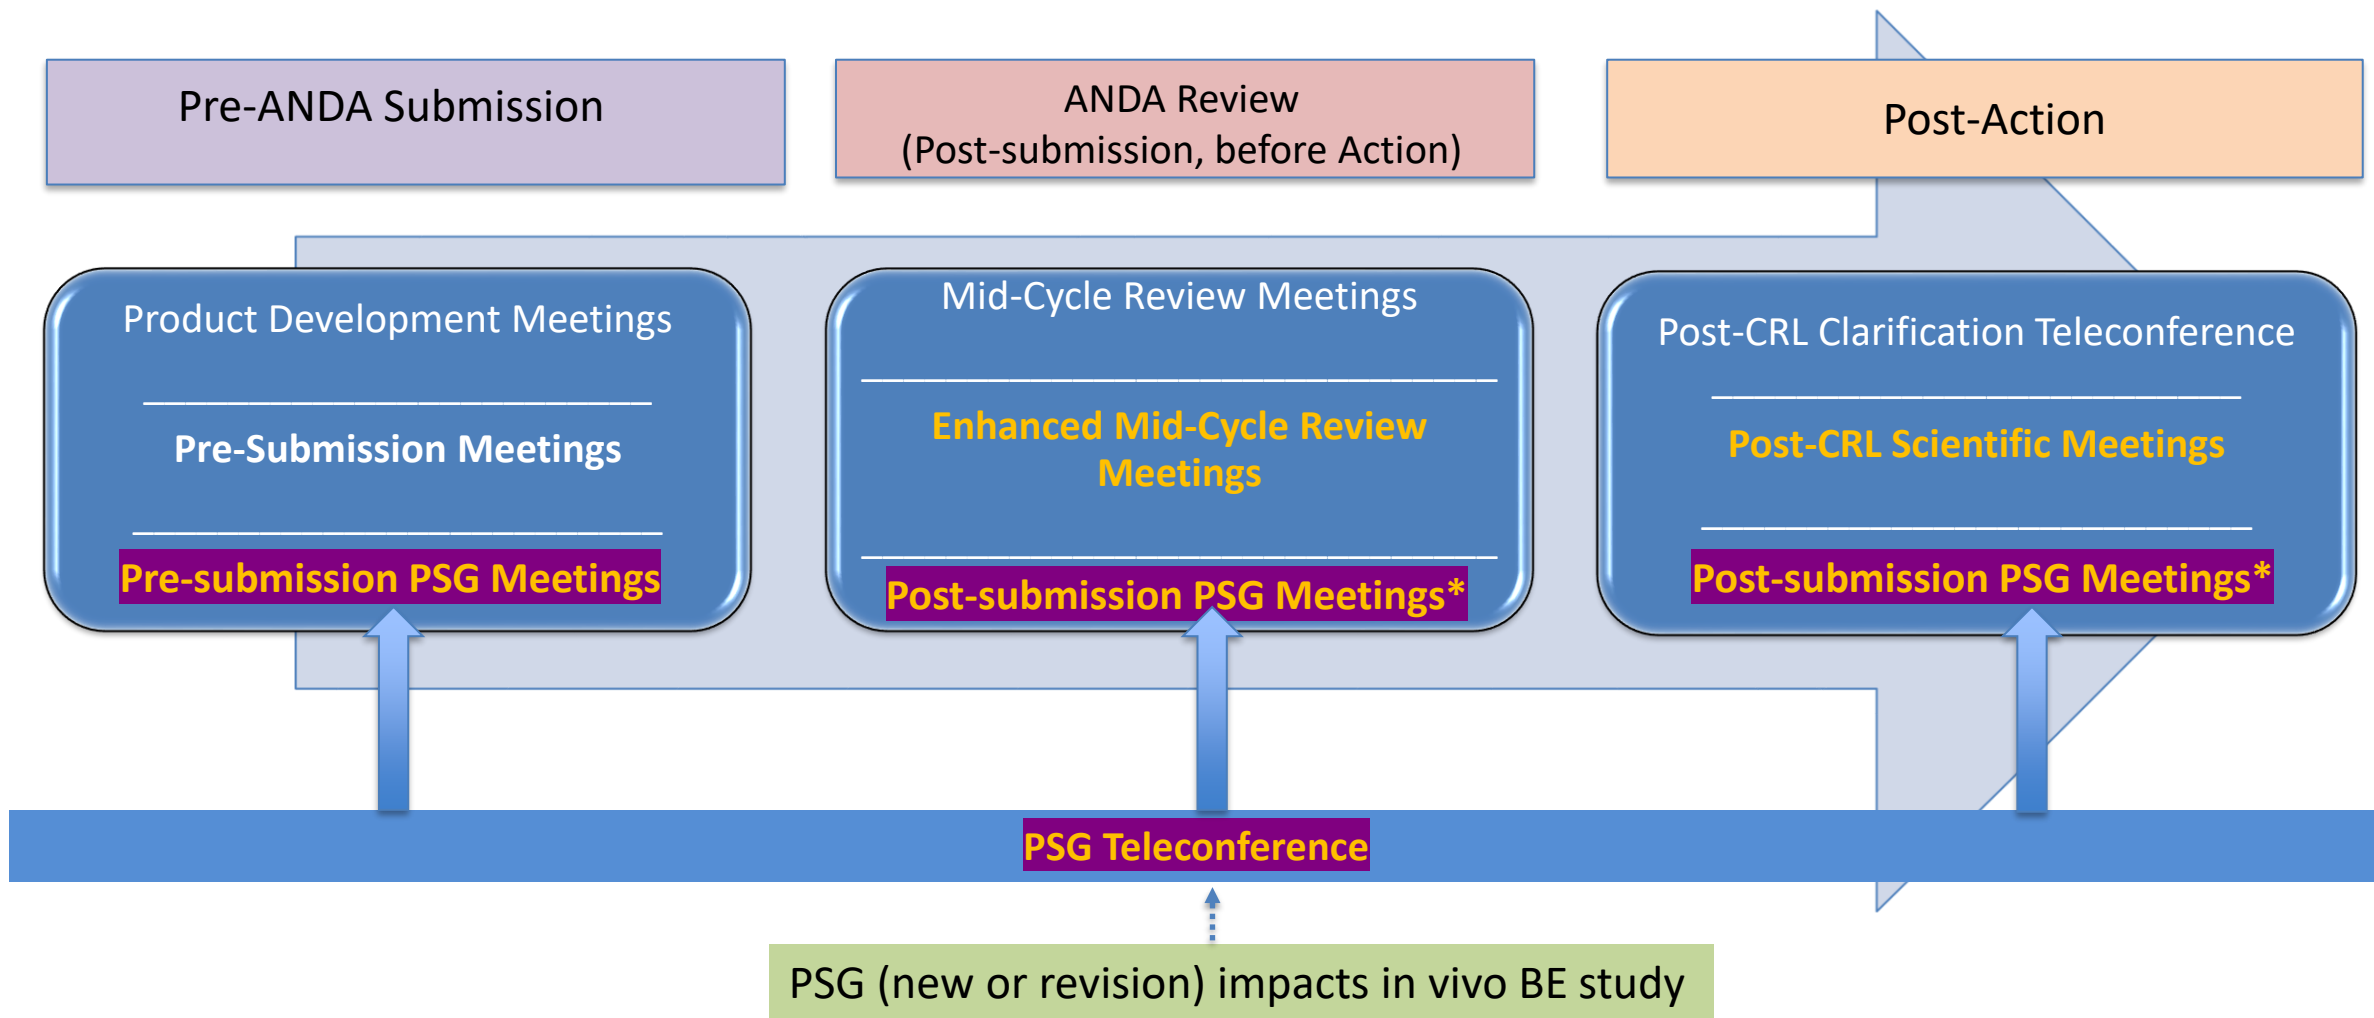 Pre-ANDA Submission
ANDA Review
(Post-submission, before Action)
Post-Action
Product Development Meetings
Pre-Submission Meetings
Pre-submission PSG Meetings
Mid-Cycle Review Meetings
Enhanced Mid-Cycle Review
Meetings
Post-submission PSG Meetings*
Post-CRL Clarification Teleconference
Post-CRL Scientific Meetings
Post-submission PSG Meetings*
PSG Teleconference
PSG (new or revision) impacts in vivo BE study